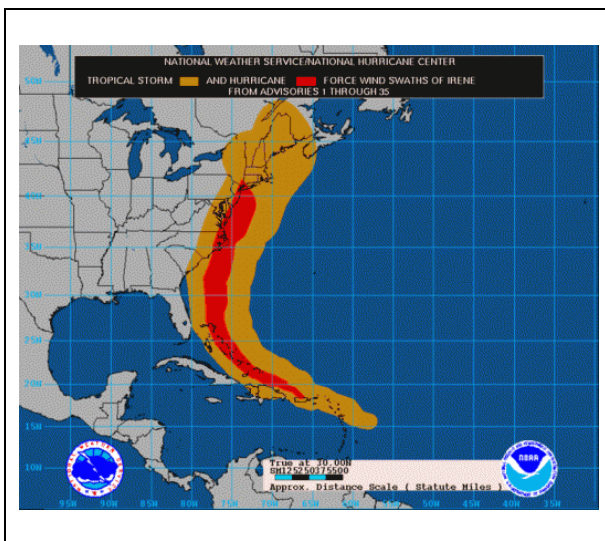 NATIONAL WEATHER SERVICE/NATIONAL HURRICANE CENTER
TROPICAL STORM AND HURRICANE FORCE WIND SWATHS OF IRENE
FROM ADVISORIES 1 THROUGH 35
50N
45N
40N
35N
30N
25N
20N
15N
10N
True at 30.00N
SM125250375500
Approx. Distance Scale ( Statute Miles )
NOAA
95W 90W 85W 80W 75W 70W 65W 60W 55W 50W 45W 40W 35W